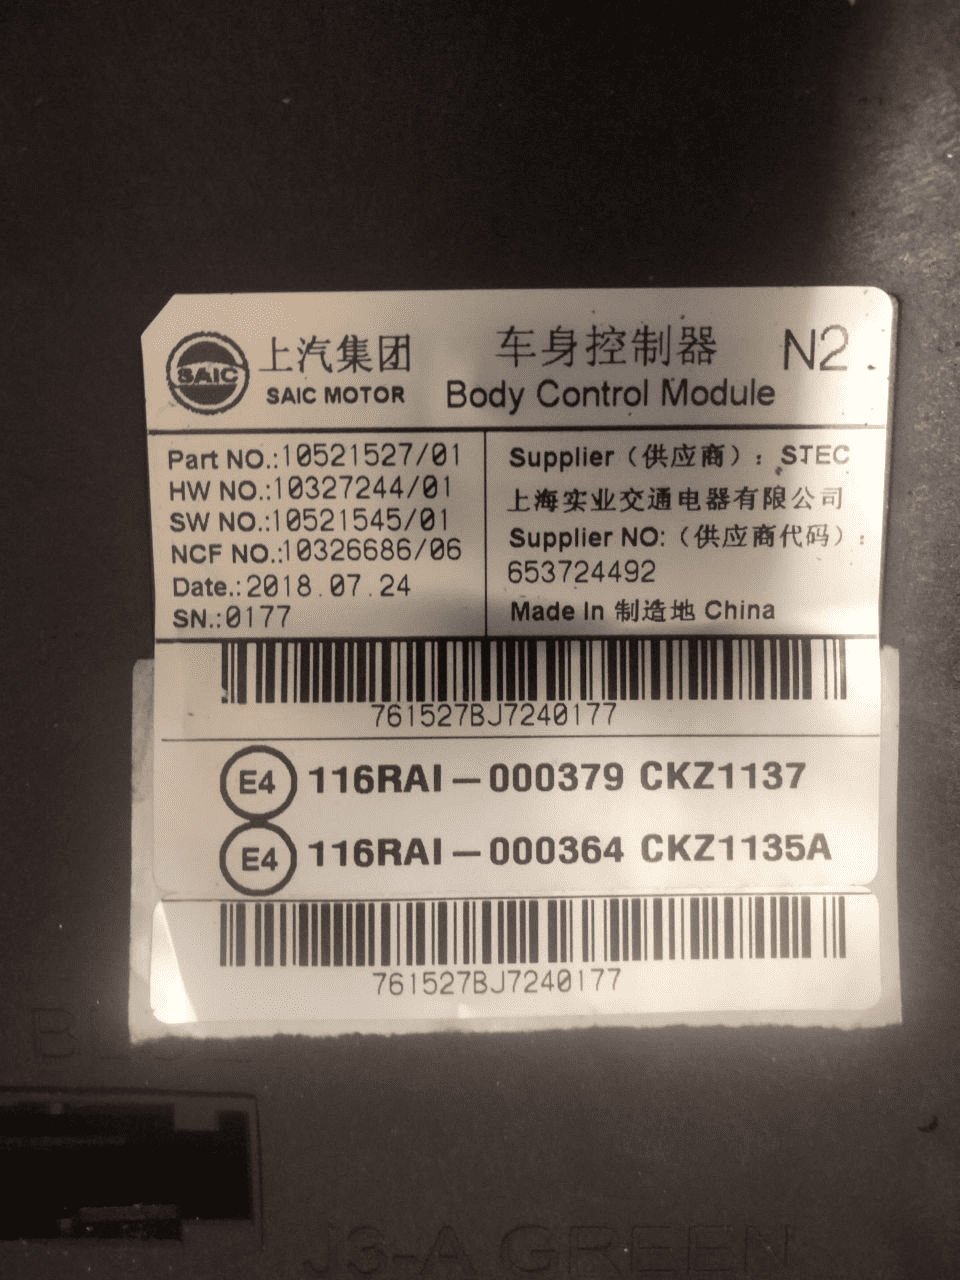 SAIC 上汽集团
SAIC MOTOR
车身控制器
Body Control Module
N2
Part NO.:10521527/01
HW NO.:10327244/01
SW NO.:10521545/01
NCF NO.:10326686/06
Date.:2018.07.24
SN.:0177
Supplier（供应商）：STEC
上海实业交通电器有限公司
Supplier NO:（供应商代码）：
653724492
Made In 制造地 China
761527BJ7240177
E4 116RAI-000379 CKZ1137
E4 116RAI-000364 CKZ1135A
761527BJ7240177
J3-A GREEN